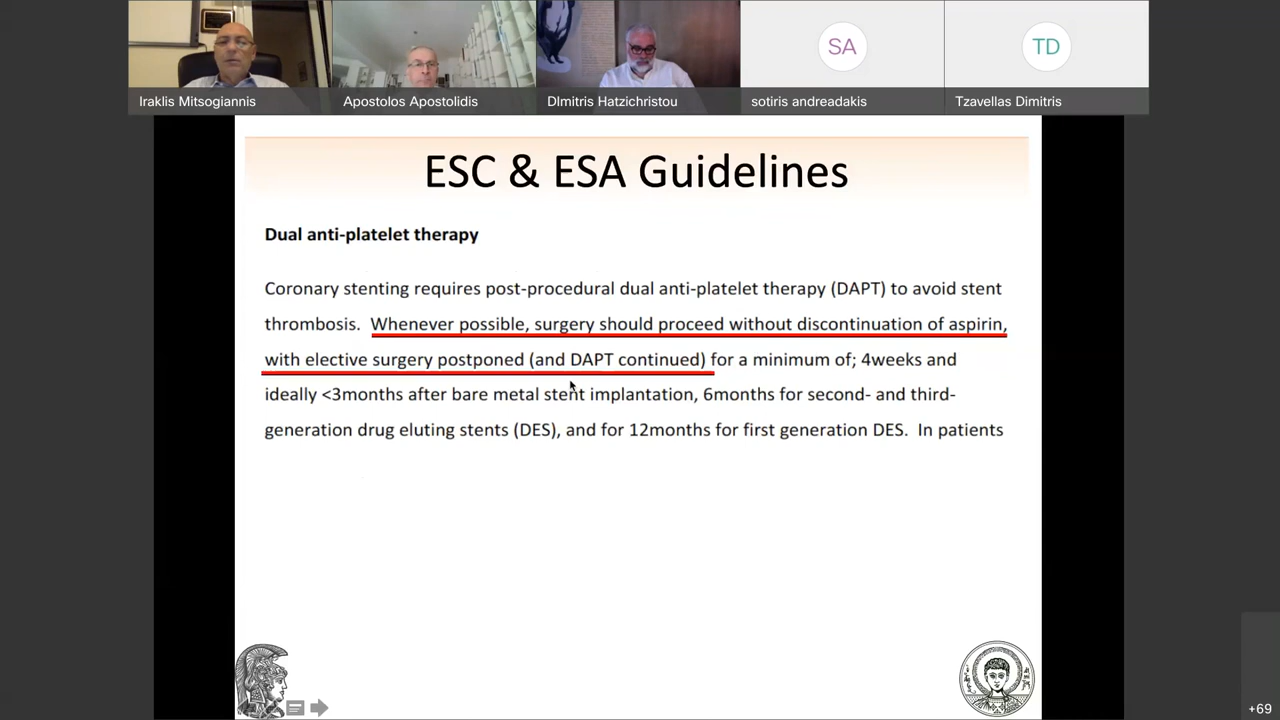 SA
TD
Iraklis Mitsogiannis
Apostolos Apostolidis
DImitris Hatzichristou
sotiris andreadakis
Tzavellas Dimitris
ESC & ESA Guidelines
Dual anti-platelet therapy
Coronary stenting requires post-procedural dual anti-platelet therapy (DAPT) to avoid stent
thrombosis. Whenever possible, surgery should proceed without discontinuation of aspirin,
with elective surgery postponed (and DAPT continued) for a minimum of; 4weeks and
ideally <3months after bare metal stent implantation, 6months for second- and third-
generation drug eluting stents (DES), and for 12months for first generation DES. In patients
+69